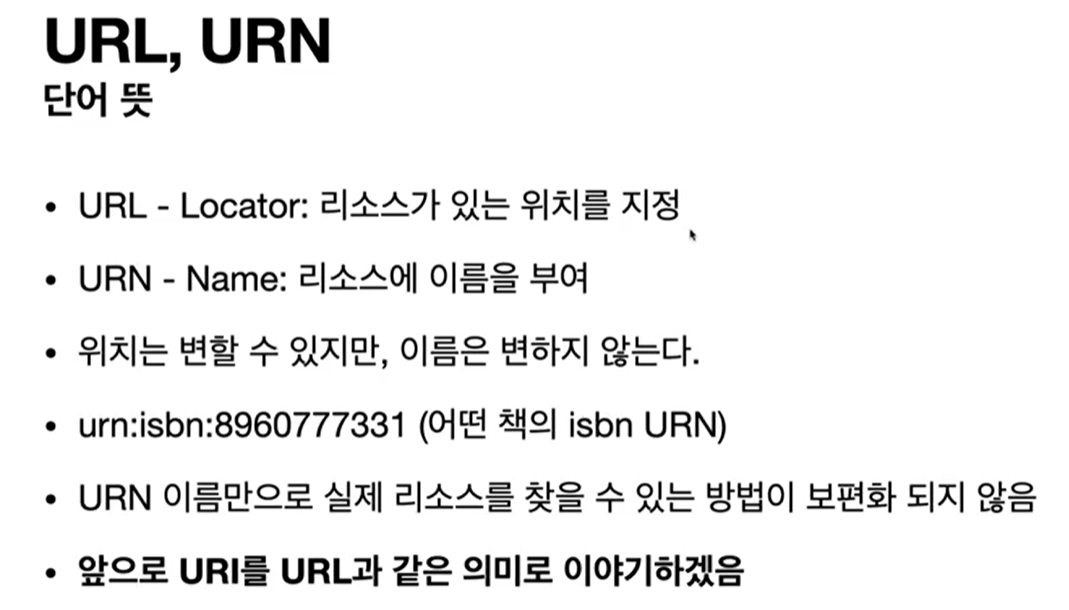 URL, URN
단어 뜻
• URL - Locator: 리소스가 있는 위치를 지정
• URN - Name: 리소스에 이름을 부여
• 위치는 변할 수 있지만, 이름은 변하지 않는다.
• urn:isbn:8960777331 (어떤 책의 isbn URN)
• URN 이름만으로 실제 리소스를 찾을 수 있는 방법이 보편화 되지 않음
• 앞으로 URI를 URL과 같은 의미로 이야기하겠음